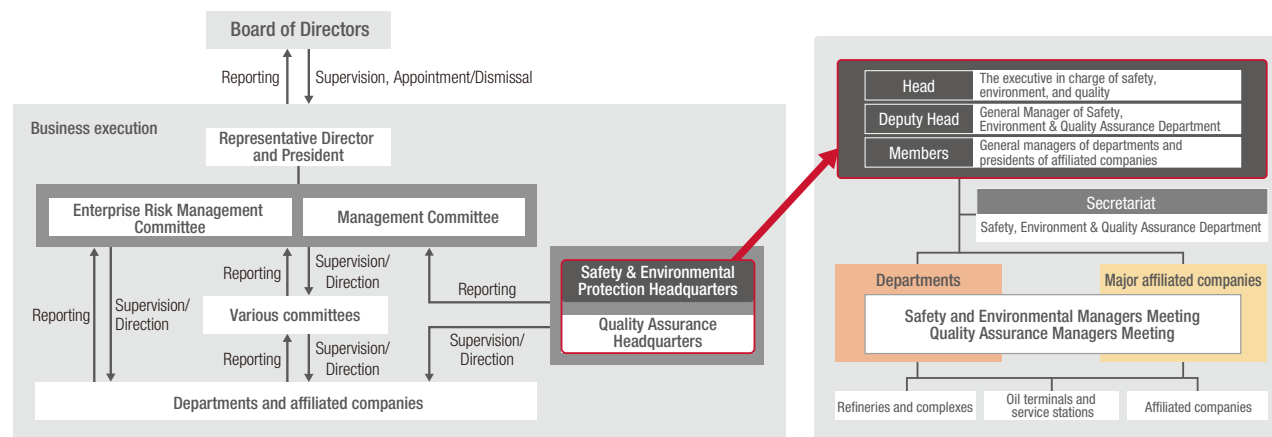 Board of Directors
Reporting
Supervision, Appointment/Dismissal
Business execution
Representative Director
and President
Enterprise Risk Management
Committee
Management Committee
Reporting
Supervision/
Direction
Reporting
Supervision/
Direction
Various committees
Reporting
Supervision/
Direction
Reporting
Supervision/
Direction
Safety & Environmental
Protection Headquarters
Quality Assurance
Headquarters
Departments and affiliated companies
Head
The executive in charge of safety,
environment, and quality
Deputy Head
General Manager of Safety,
Environment & Quality Assurance Department
Members
General managers of departments and
presidents of affiliated companies
Secretariat
Safety, Environment & Quality Assurance Department
Departments
Major affiliated companies
Safety and Environmental Managers Meeting
Quality Assurance Managers Meeting
Refineries and complexes
Oil terminals and
service stations
Affiliated companies